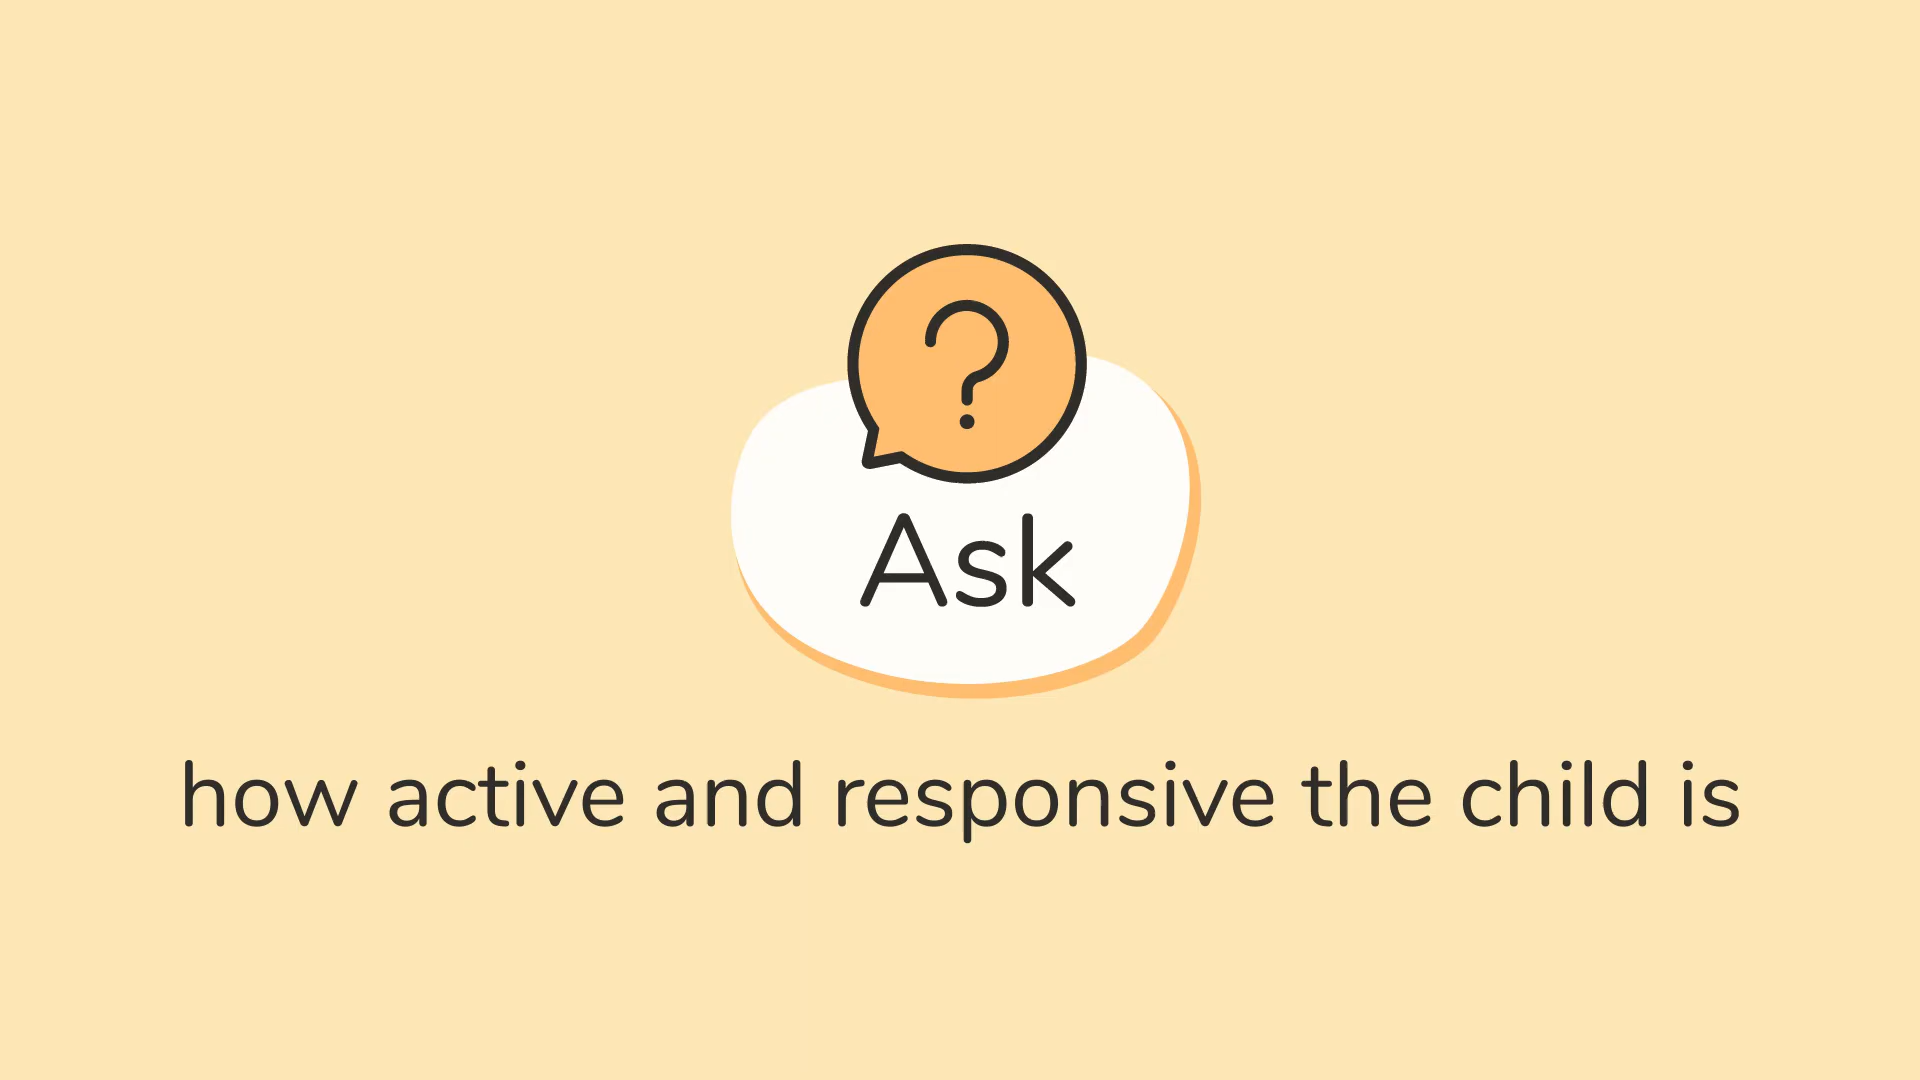 ?
Ask
how active and responsive the child is